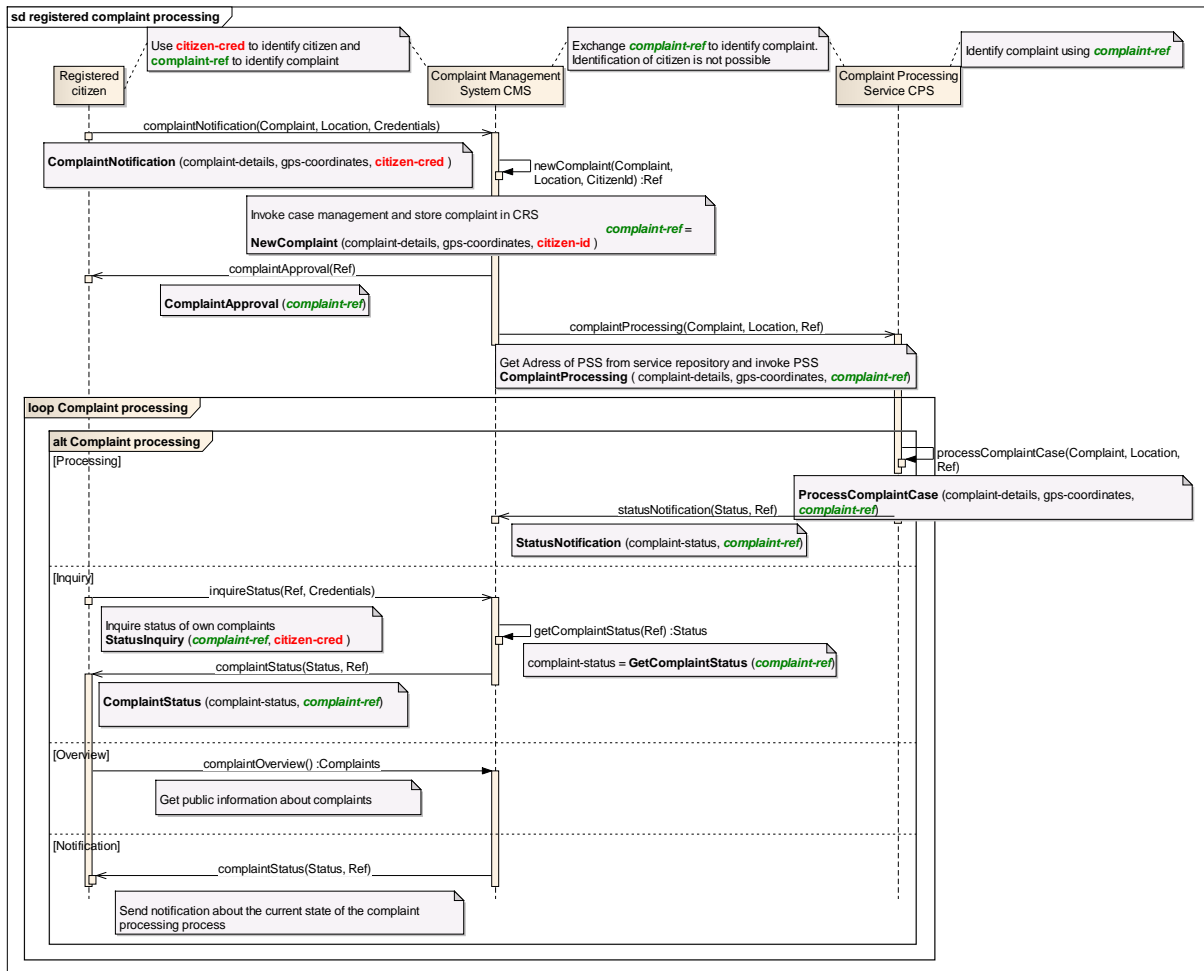 sd registered complaint processing
Use citizen-cred to identify citizen and
complaint-ref to identify complaint
Exchange complaint-ref to identify complaint.
Identification of citizen is not possible
Identify complaint using complaint-ref
Registered
citizen
Complaint Management
System CMS
Complaint Processing
Service CPS
complaintNotification(Complaint, Location, Credentials)
ComplaintNotification (complaint-details, gps-coordinates, citizen-cred )
newComplaint(Complaint,
Location, CitizenId) :Ref
Invoke case management and store complaint in CRS
complaint-ref =
NewComplaint (complaint-details, gps-coordinates, citizen-id )
complaintApproval(Ref)
ComplaintApproval (complaint-ref)
complaintProcessing(Complaint, Location, Ref)
Get Adress of PSS from service repository and invoke PSS
ComplaintProcessing ( complaint-details, gps-coordinates, complaint-ref)
loop Complaint processing
alt Complaint processing
[Processing]
processComplaintCase(Complaint, Location,
Ref)
ProcessComplaintCase (complaint-details, gps-coordinates,
complaint-ref)
statusNotification(Status, Ref)
StatusNotification (complaint-status, complaint-ref)
[Inquiry]
inquireStatus(Ref, Credentials)
Inquire status of own complaints
StatusInquiry (complaint-ref, citizen-cred )
getComplaintStatus(Ref) :Status
complaint-status = GetComplaintStatus (complaint-ref)
complaintStatus(Status, Ref)
ComplaintStatus (complaint-status, complaint-ref)
[Overview]
complaintOverview() :Complaints
Get public information about complaints
[Notification]
complaintStatus(Status, Ref)
Send notification about the current state of the complaint
processing process